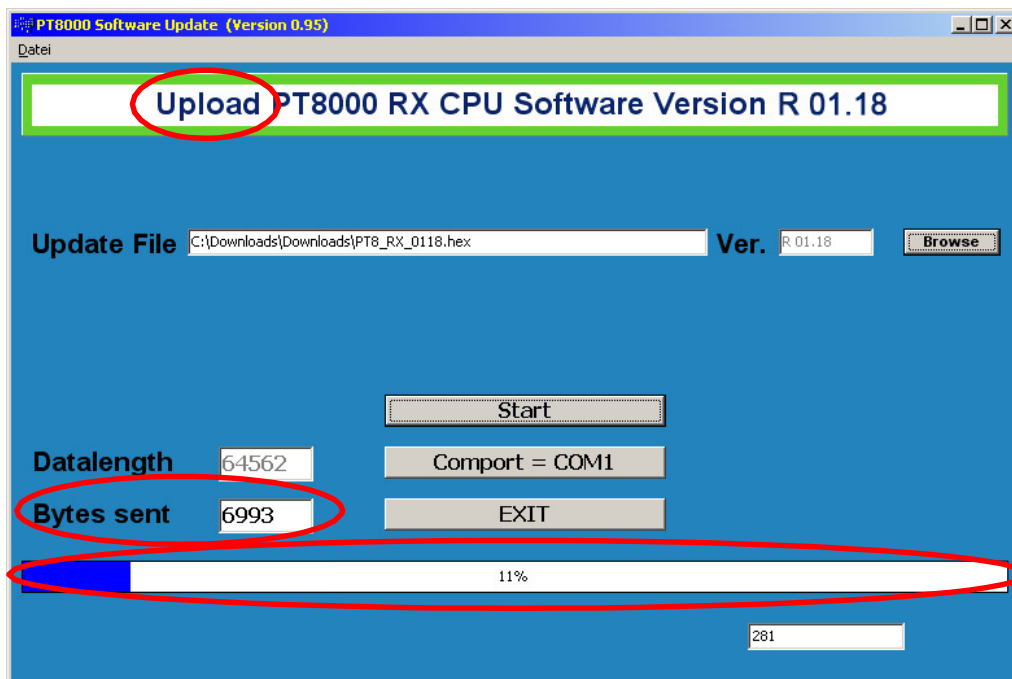 PT8000 Software Update (Version 0.95)
Datei
Upload PT8000 RX CPU Software Version R 01.18
Update File C:\Downloads\Downloads\PT8_RX_0118.hex Ver. R 01.18 Browse
Start
Datalength 64562 Comport = COM1
Bytes sent 6993 EXIT
11%
281